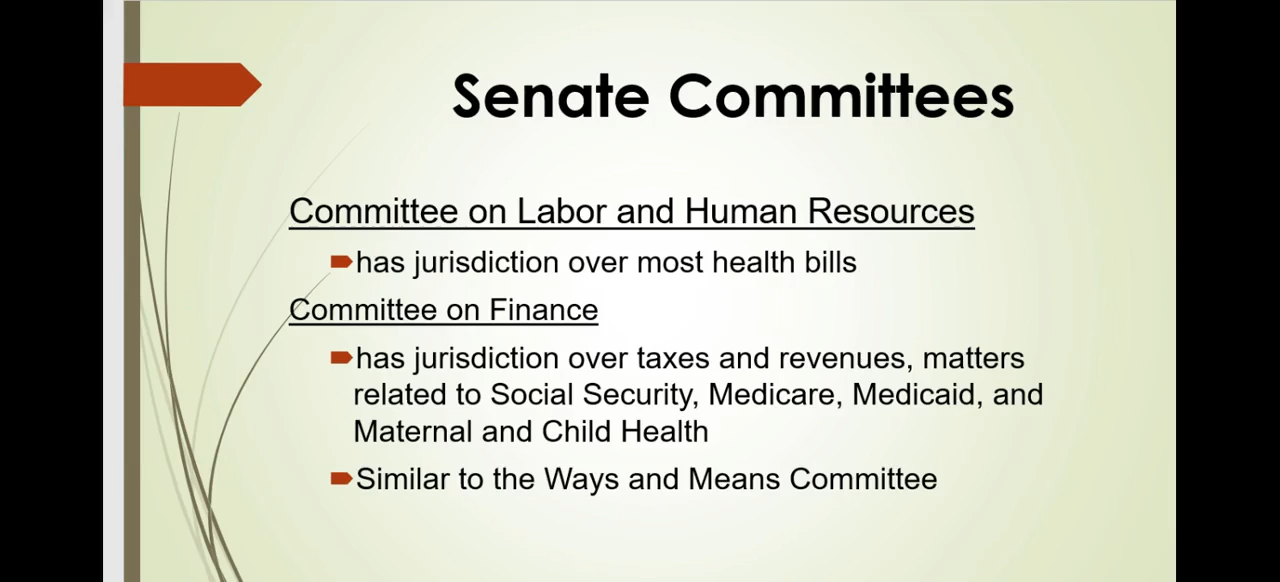 Senate Committees
Committee on Labor and Human Resources
has jurisdiction over most health bills
Committee on Finance
has jurisdiction over taxes and revenues, matters
related to Social Security, Medicare, Medicaid, and
Maternal and Child Health
Similar to the Ways and Means Committee